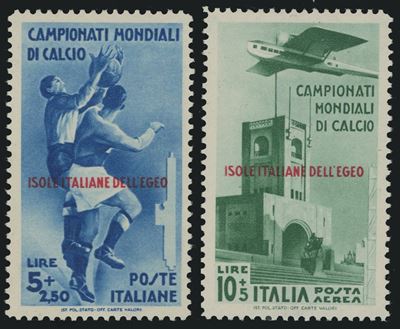 CAMPIONATI MONDIALI
DI CALCIO
ISOLE ITALIANE DELL'EGEO
LIRE
5+
2,50
POSTE
ITALIANE
IST. POL. STATO - OFF. CARTE VALORI
CAMPIONATI
MONDIALI
DI CALCIO
ISOLE ITALIANE DELL'EGEO
LIRE
10+5
ITALIA
POSTA
AEREA
IST. POL. STATO - OFF. CARTE VALORI